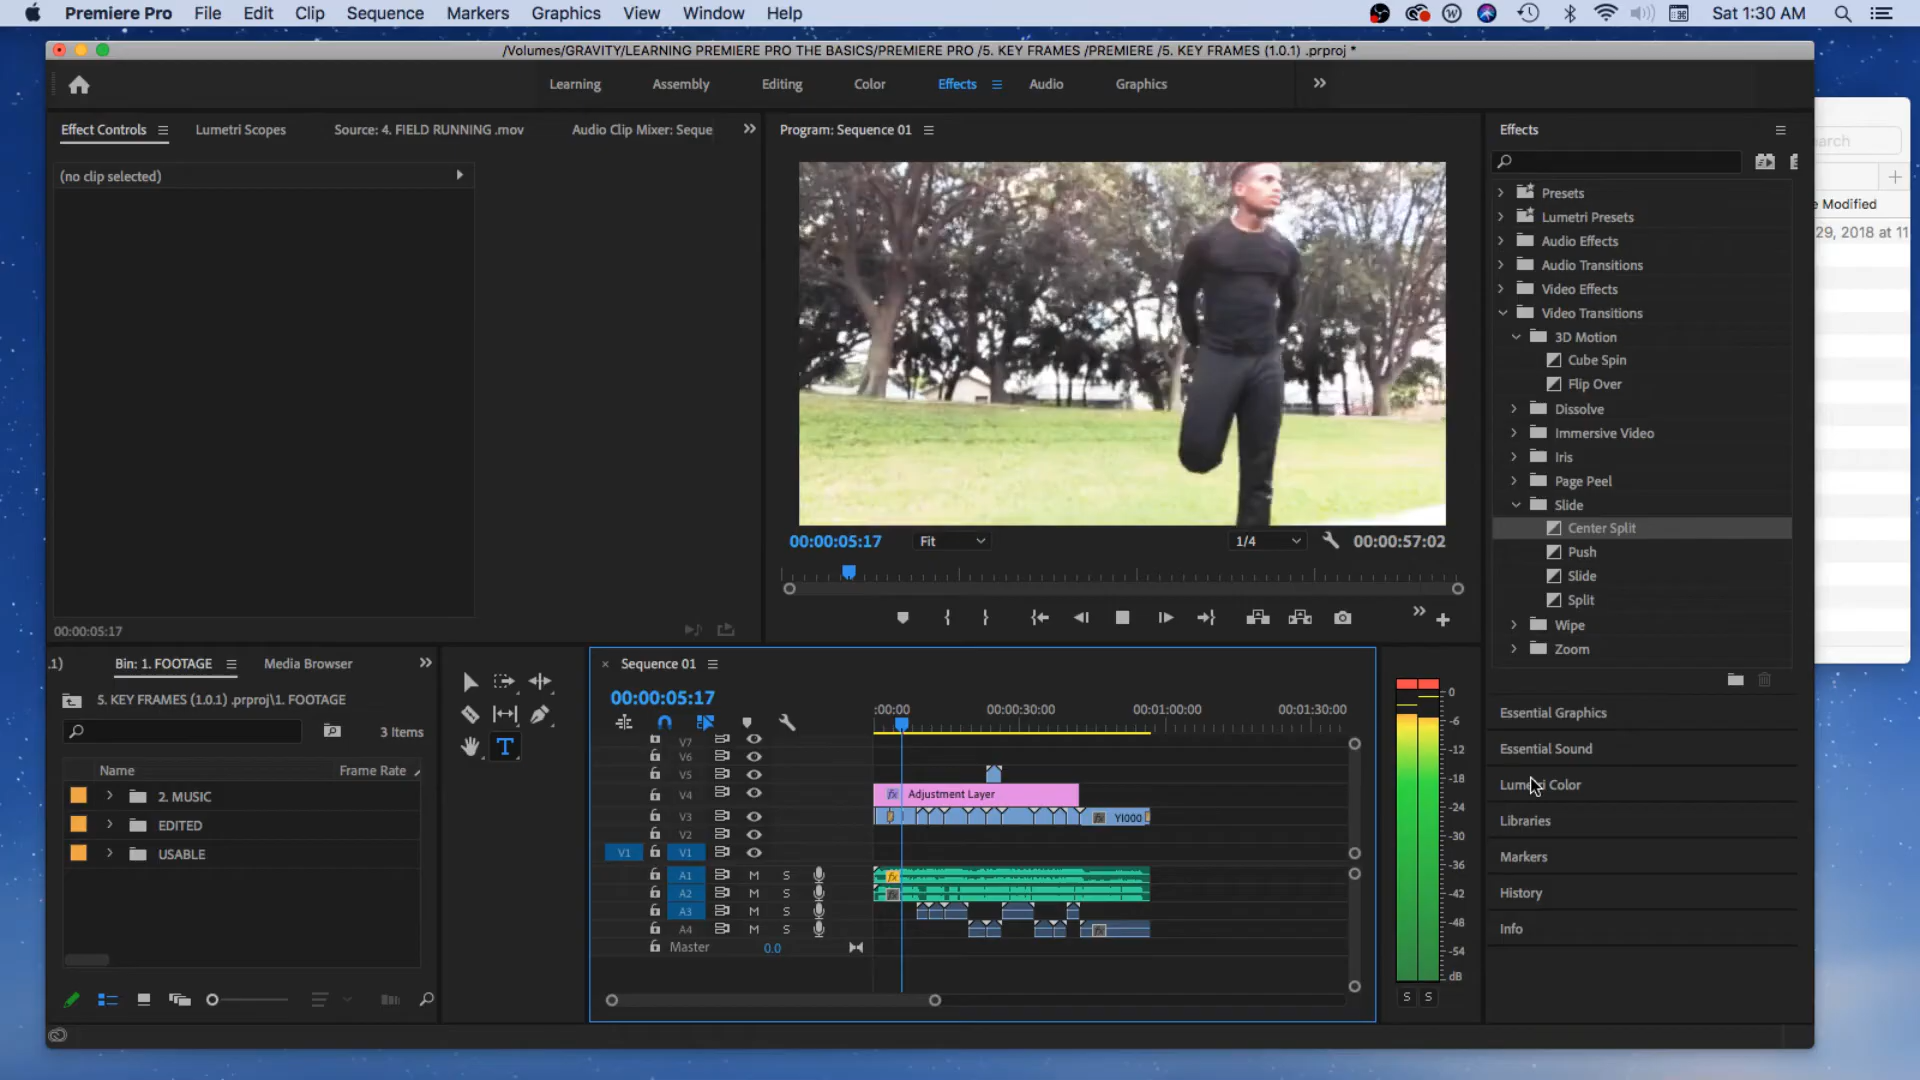 Premiere Pro File Edit Clip Sequence Markers Graphics View Window Help Sat 1:30 AM
/Volumes/GRAVITY/LEARNING PREMIERE PRO THE BASICS/PREMIERE PRO /5. KEY FRAMES /PREMIERE /5. KEY FRAMES (1.0.1) .prproj *
Learning Assembly Editing Color Effects Audio Graphics
Effect Controls Lumetri Scopes Source: 4. FIELD RUNNING .mov Audio Clip Mixer: Seque
(no clip selected)
00:00:05:17
Program: Sequence 01
00:00:05:17 Fit 1/4 00:00:57:02
Effects
Presets
Lumetri Presets
Audio Effects
Audio Transitions
Video Effects
Video Transitions
3D Motion
Cube Spin
Flip Over
Dissolve
Immersive Video
Iris
Page Peel
Slide
Center Split
Push
Slide
Split
Wipe
Zoom
Essential Graphics
Essential Sound
Lumetri Color
Libraries
Markers
History
Info
arch
e Modified
29, 2018 at 11
.1) Bin: 1. FOOTAGE Media Browser
5. KEY FRAMES (1.0.1) .prproj\1. FOOTAGE
3 Items
Name Frame Rate
2. MUSIC
EDITED
USABLE
T
Sequence 01
00:00:05:17
:00:00 00:00:30:00 00:01:00:00 00:01:30:00
V7
V6
V5
V4 fx Adjustment Layer
V3 fx YI000
V2
V1 V1
A1 M S fx
A2 M S
A3 M S
A4 M S fx
Master 0.0
0
-6
-12
-18
-24
-30
-36
-42
-48
-54
dB
S S